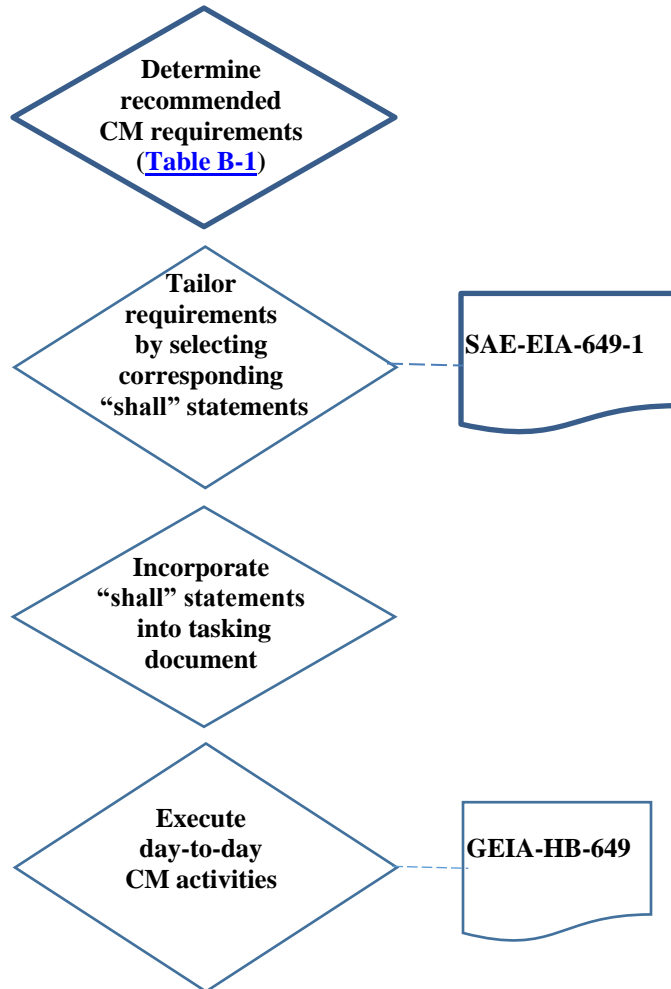 Determine
recommended
CM requirements
(Table B-1)
Tailor
requirements
by selecting
corresponding
“shall” statements
SAE-EIA-649-1
Incorporate
“shall” statements
into tasking
document
Execute
day-to-day
CM activities
GEIA-HB-649